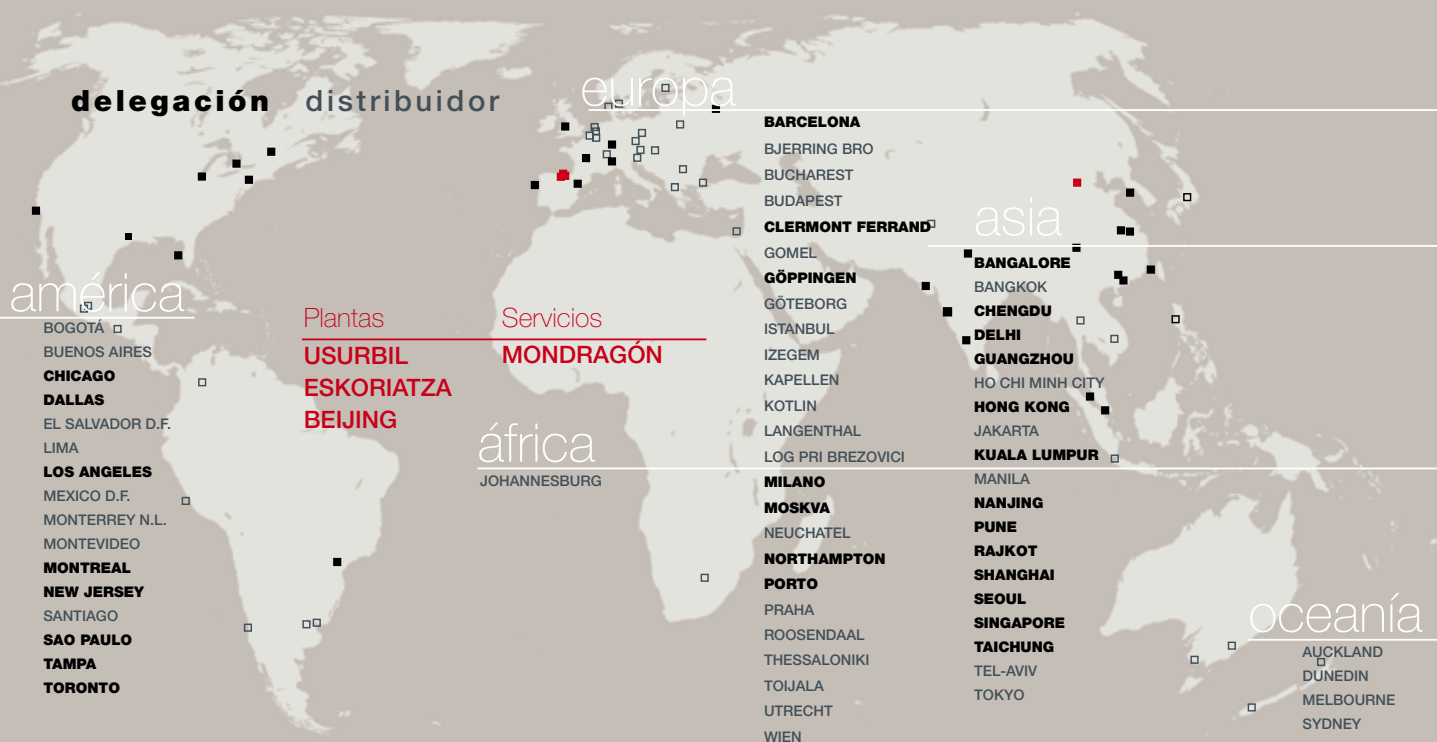 delegación distribuidor
europa
BARCELONA
BJERRING BRO
BUCHAREST
BUDAPEST
CLERMONT FERRAND
GOMEL
GÖPPINGEN
GÖTEBORG
ISTANBUL
IZEGEM
KAPELLEN
KOTLIN
LANGENTHAL
LOG PRI BREZOVICI
MILANO
MOSKVA
NEUCHATEL
NORTHAMPTON
PORTO
PRAHA
ROOSENDAAL
THESSALONIKI
TOIJALA
UTRECHT
WIEN
asia
BANGALORE
BANGKOK
CHENGDU
DELHI
GUANGZHOU
HO CHI MINH CITY
HONG KONG
JAKARTA
KUALA LUMPUR
MANILA
NANJING
PUNE
RAJKOT
SHANGHAI
SEOUL
SINGAPORE
TAICHUNG
TEL-AVIV
TOKYO
américa
BOGOTÁ
BUENOS AIRES
CHICAGO
DALLAS
EL SALVADOR D.F.
LIMA
LOS ANGELES
MEXICO D.F.
MONTERREY N.L.
MONTEVIDEO
MONTREAL
NEW JERSEY
SANTIAGO
SAO PAULO
TAMPA
TORONTO
Plantas
USURBIL
ESKORIATZA
BEIJING
Servicios
MONDRAGÓN
áfrica
JOHANNESBURG
oceanía
AUCKLAND
DUNEDIN
MELBOURNE
SYDNEY